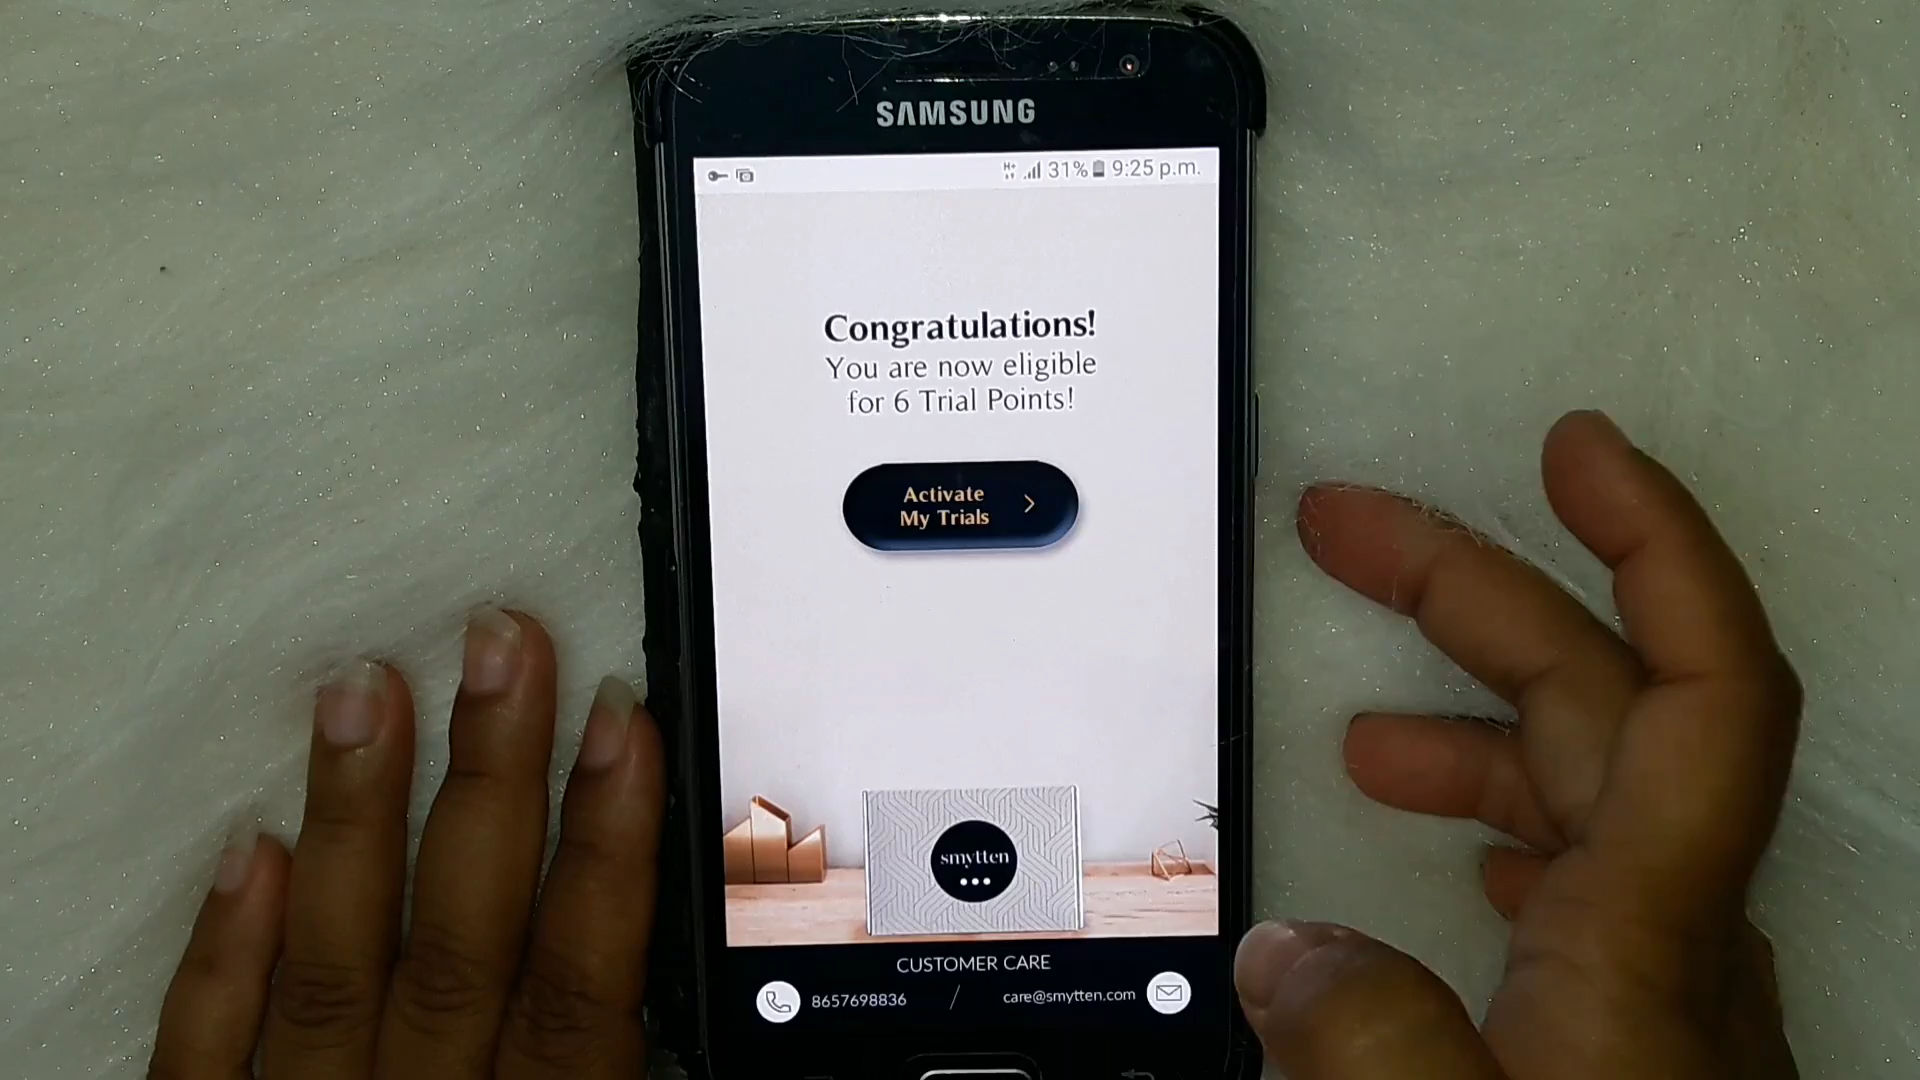 SAMSUNG
H+ 31% 9:25 p.m.
Congratulations!
You are now eligible
for 6 Trial Points!
Activate
My Trials
smytten
CUSTOMER CARE
8657698836 / care@smytten.com